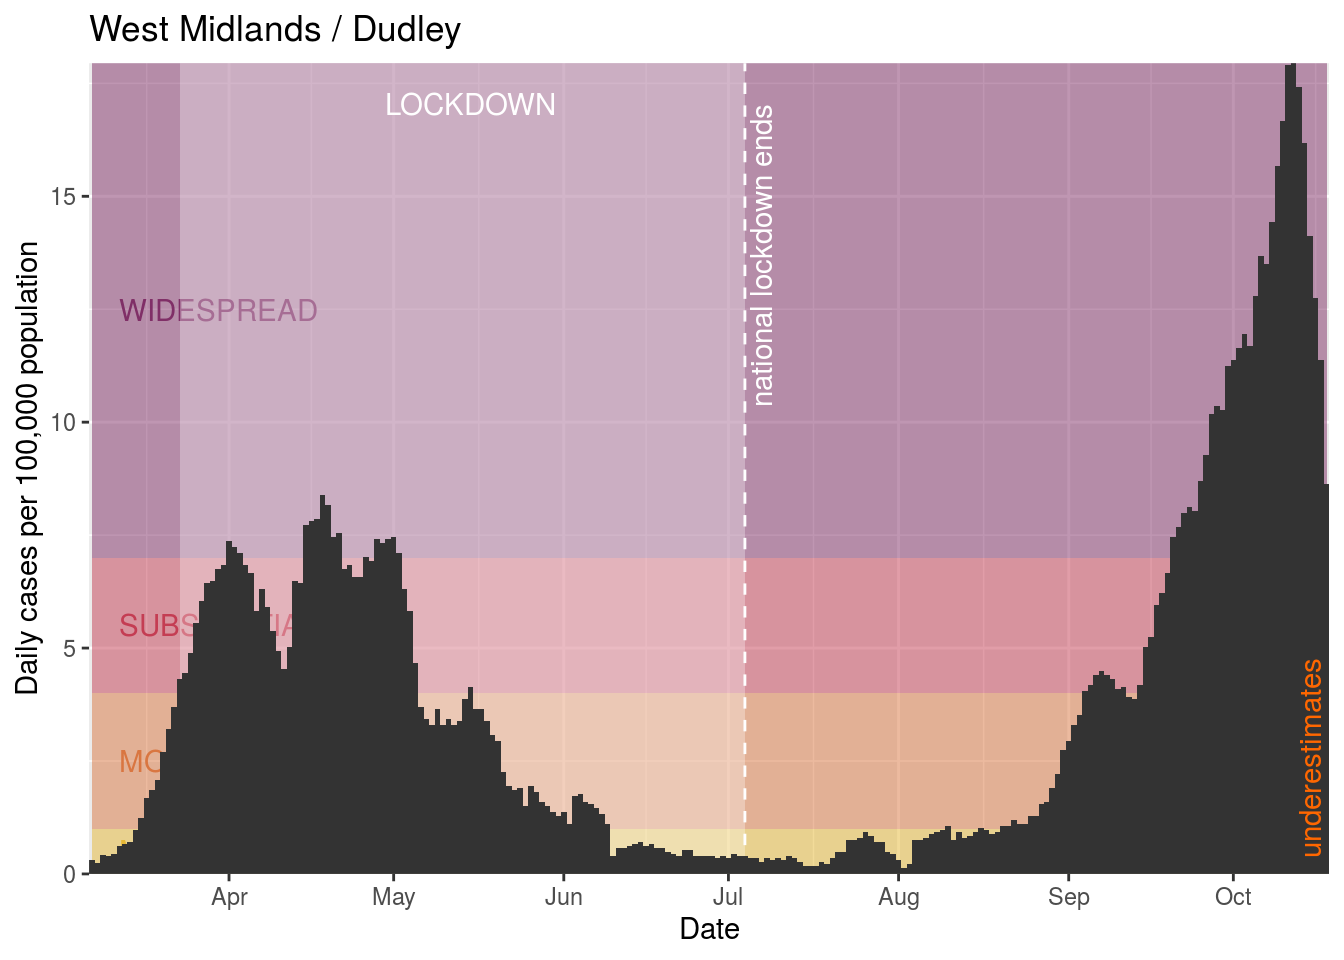 West Midlands / Dudley
LOCKDOWN
national lockdown ends
WIDESPREAD
underestimates
Daily cases per 100,000 population
15
10
5
0
Apr
May
Jun
Jul
Aug
Sep
Oct
Date